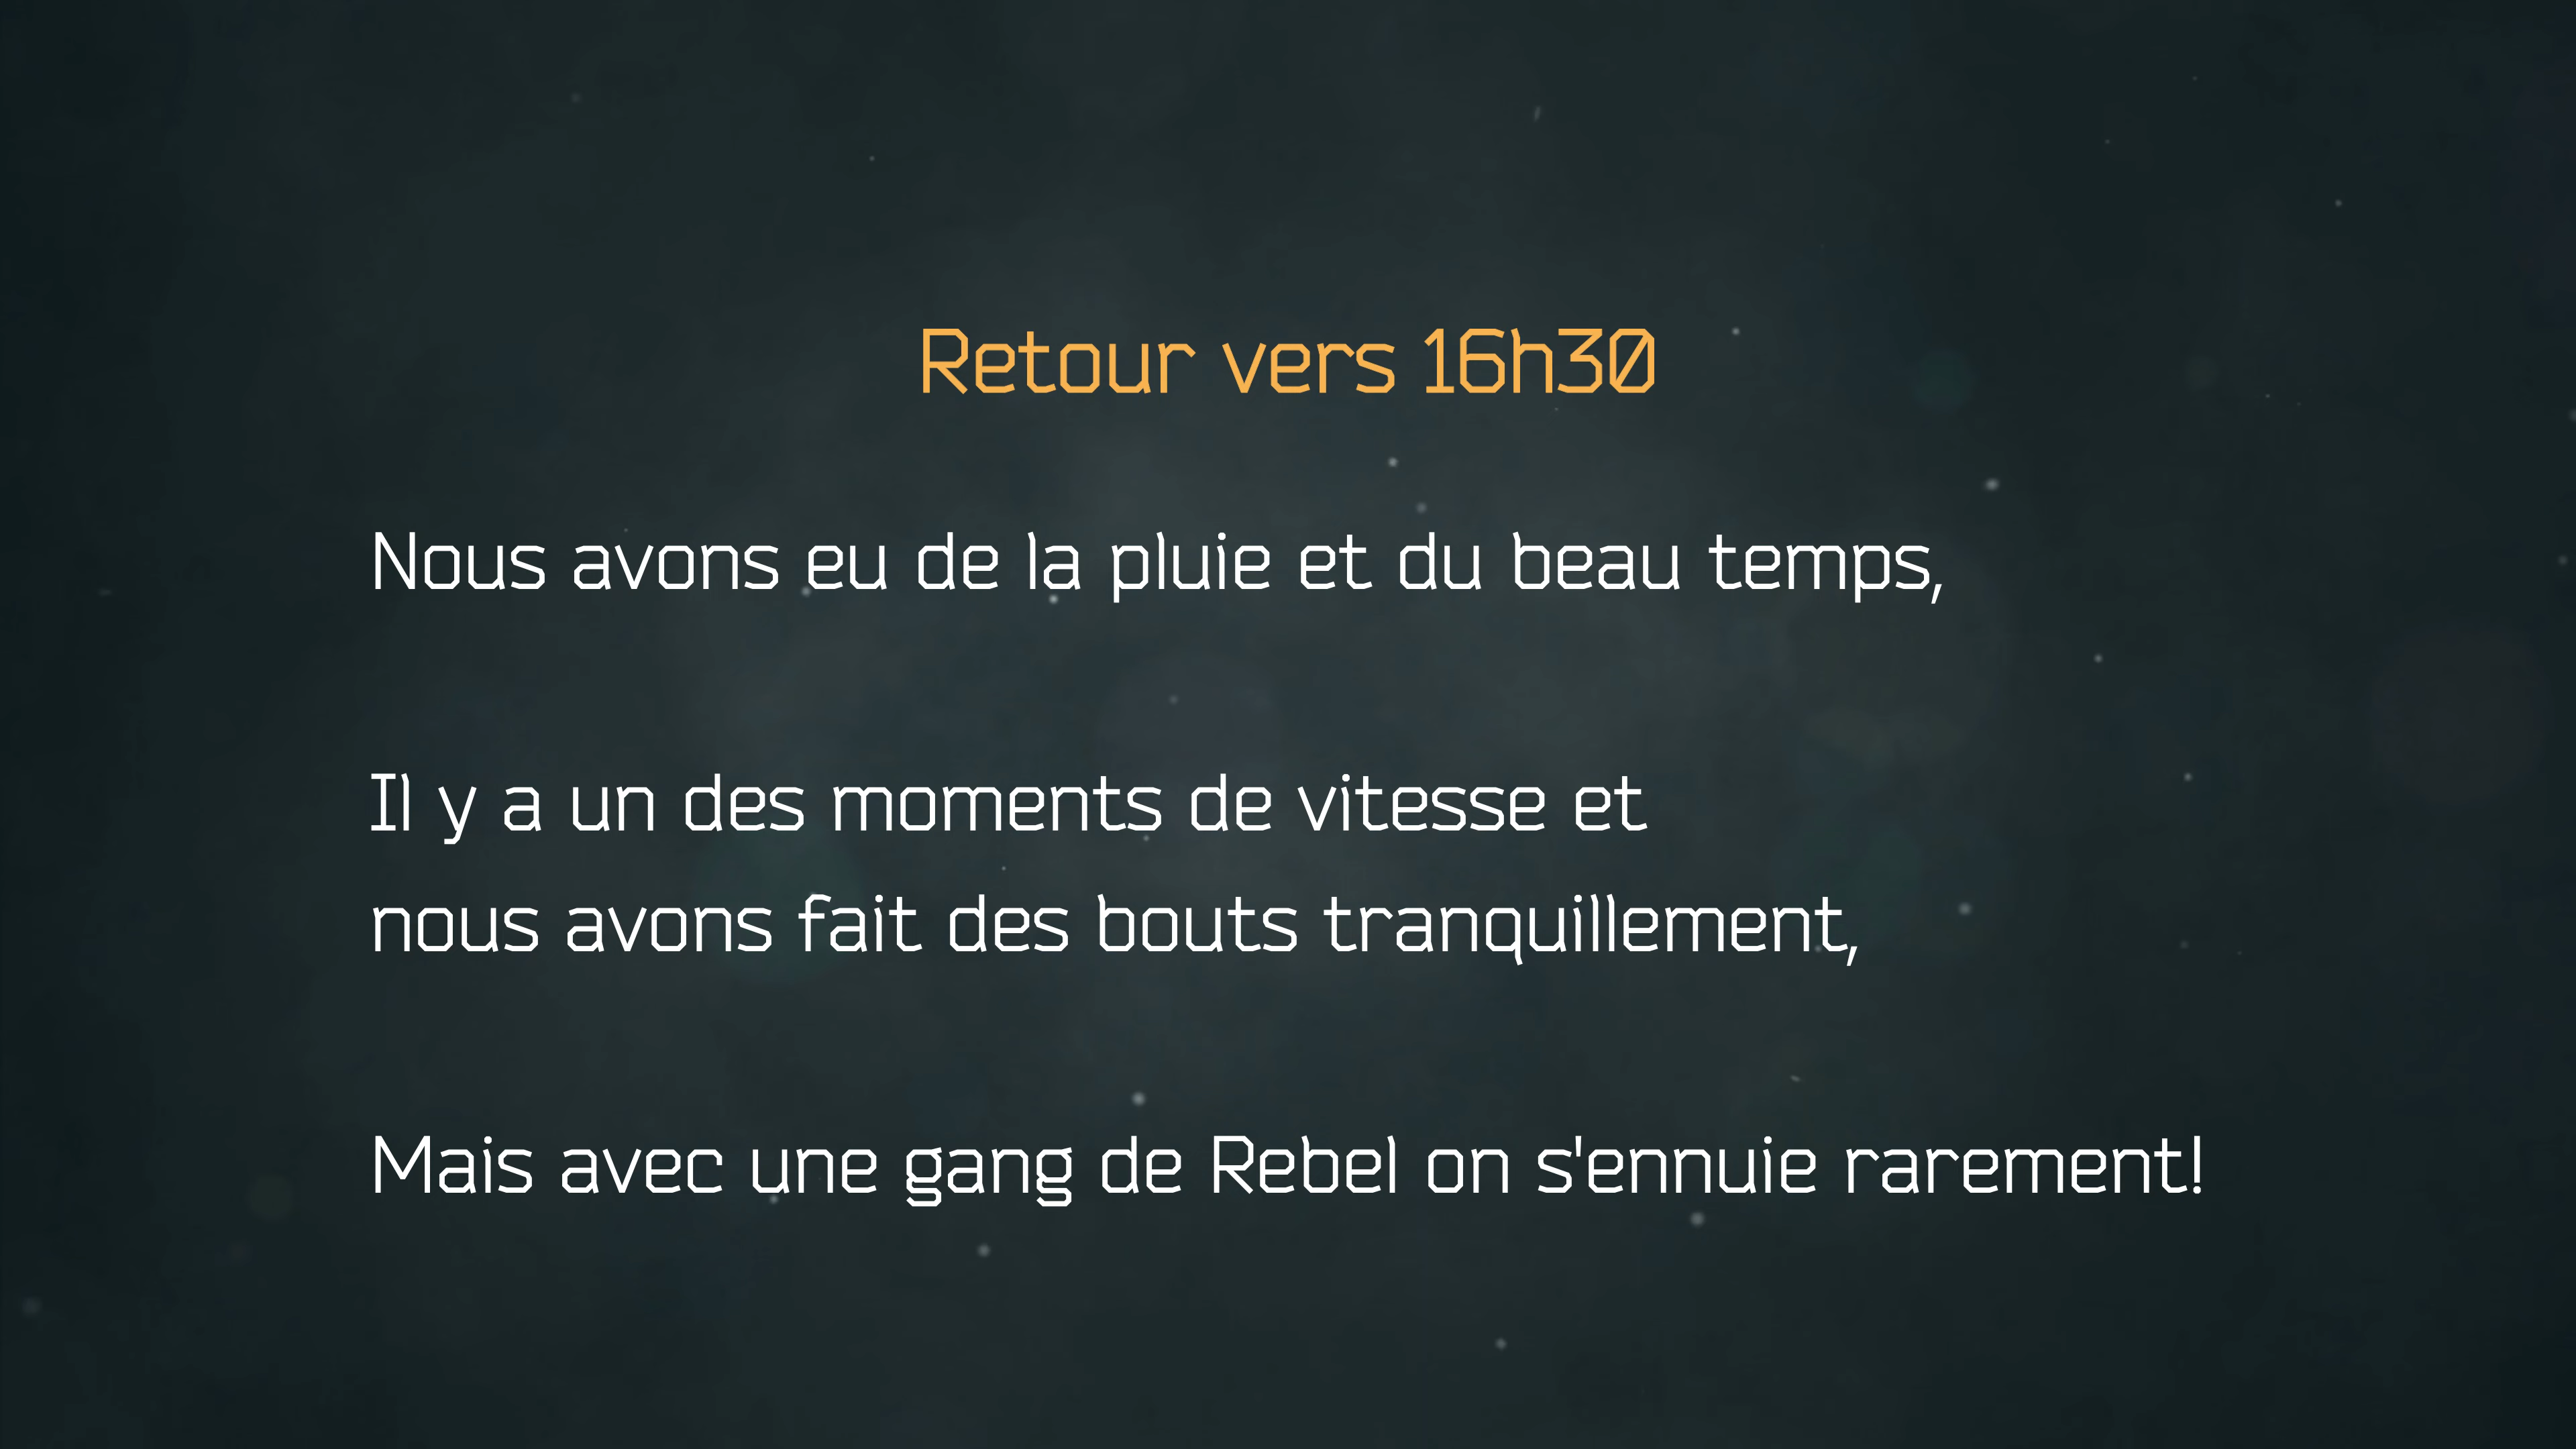 Retour vers 16h30
Nous avons eu de la pluie et du beau temps,
Il y a un des moments de vitesse et
nous avons fait des bouts tranquillement,
Mais avec une gang de Rebel on s'ennuie rarement!